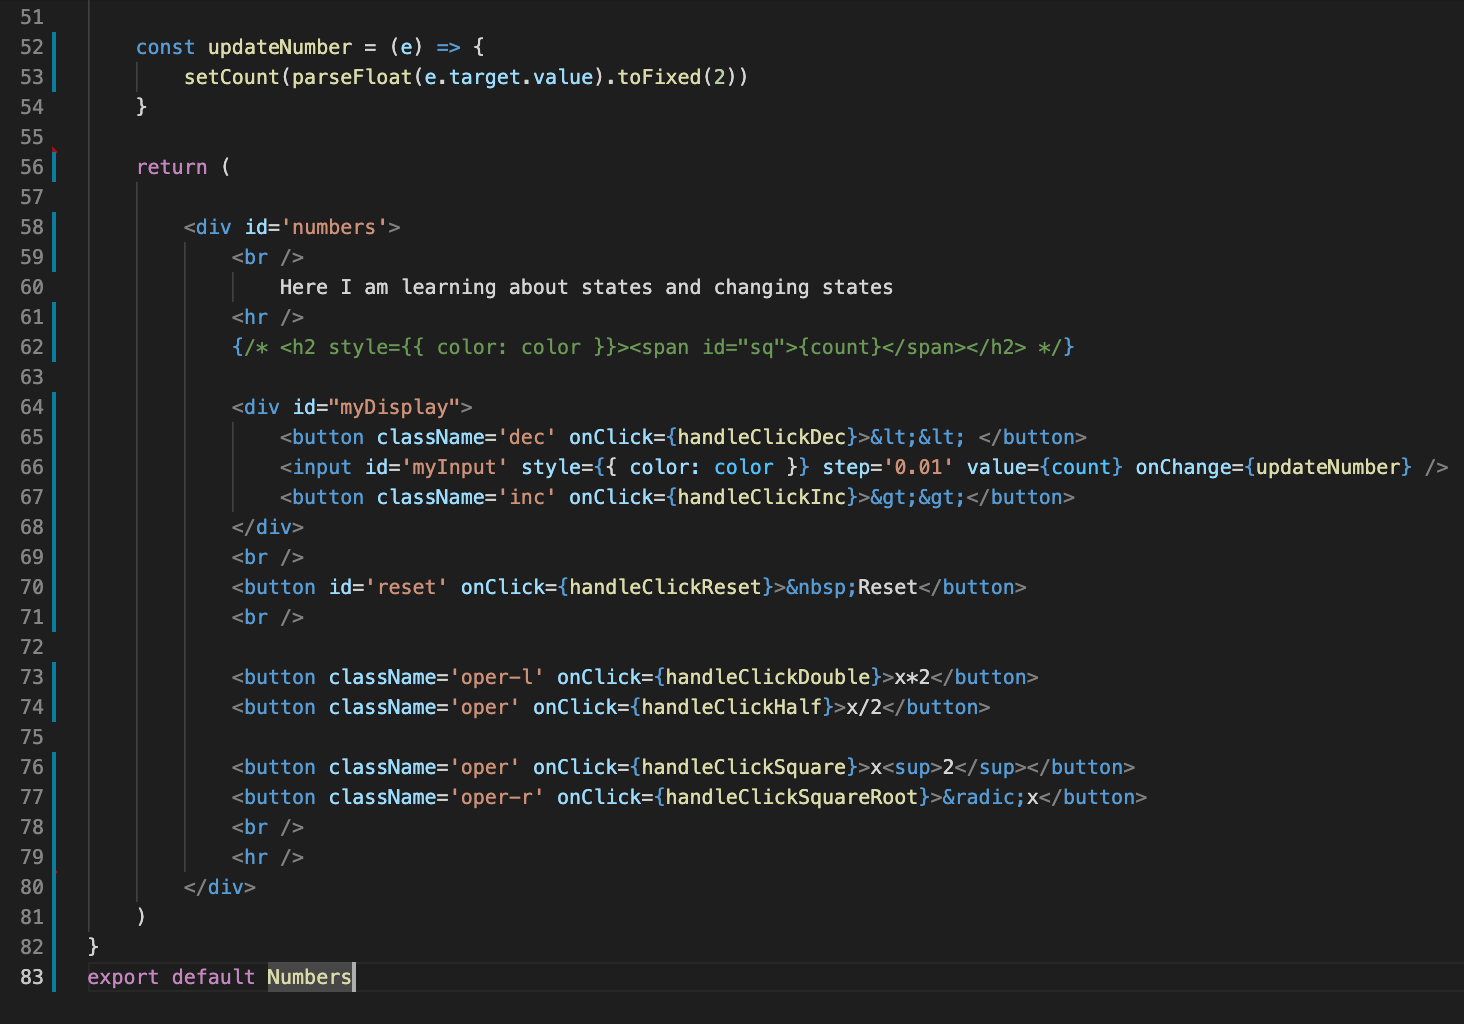 51
52 const updateNumber = (e) => {
53 setCount(parseFloat(e.target.value).toFixed(2))
54 }
55
56 return (
57
58 <div id='numbers'>
59 <br />
60 Here I am learning about states and changing states
61 <hr />
62 {/* <h2 style={{ color: color }}><span id="sq">{count}</span></h2> */}
63
64 <div id="myDisplay">
65 <button className='dec' onClick={handleClickDec}>&lt;&lt; </button>
66 <input id='myInput' style={{ color: color }} step='0.01' value={count} onChange={updateNumber} />
67 <button className='inc' onClick={handleClickInc}>&gt;&gt;</button>
68 </div>
69 <br />
70 <button id='reset' onClick={handleClickReset}>&nbsp;Reset</button>
71 <br />
72
73 <button className='oper-l' onClick={handleClickDouble}>x*2</button>
74 <button className='oper' onClick={handleClickHalf}>x/2</button>
75
76 <button className='oper' onClick={handleClickSquare}>x<sup>2</sup></button>
77 <button className='oper-r' onClick={handleClickSquareRoot}>&radic;x</button>
78 <br />
79 <hr />
80 </div>
81 )
82 }
83 export default Numbers